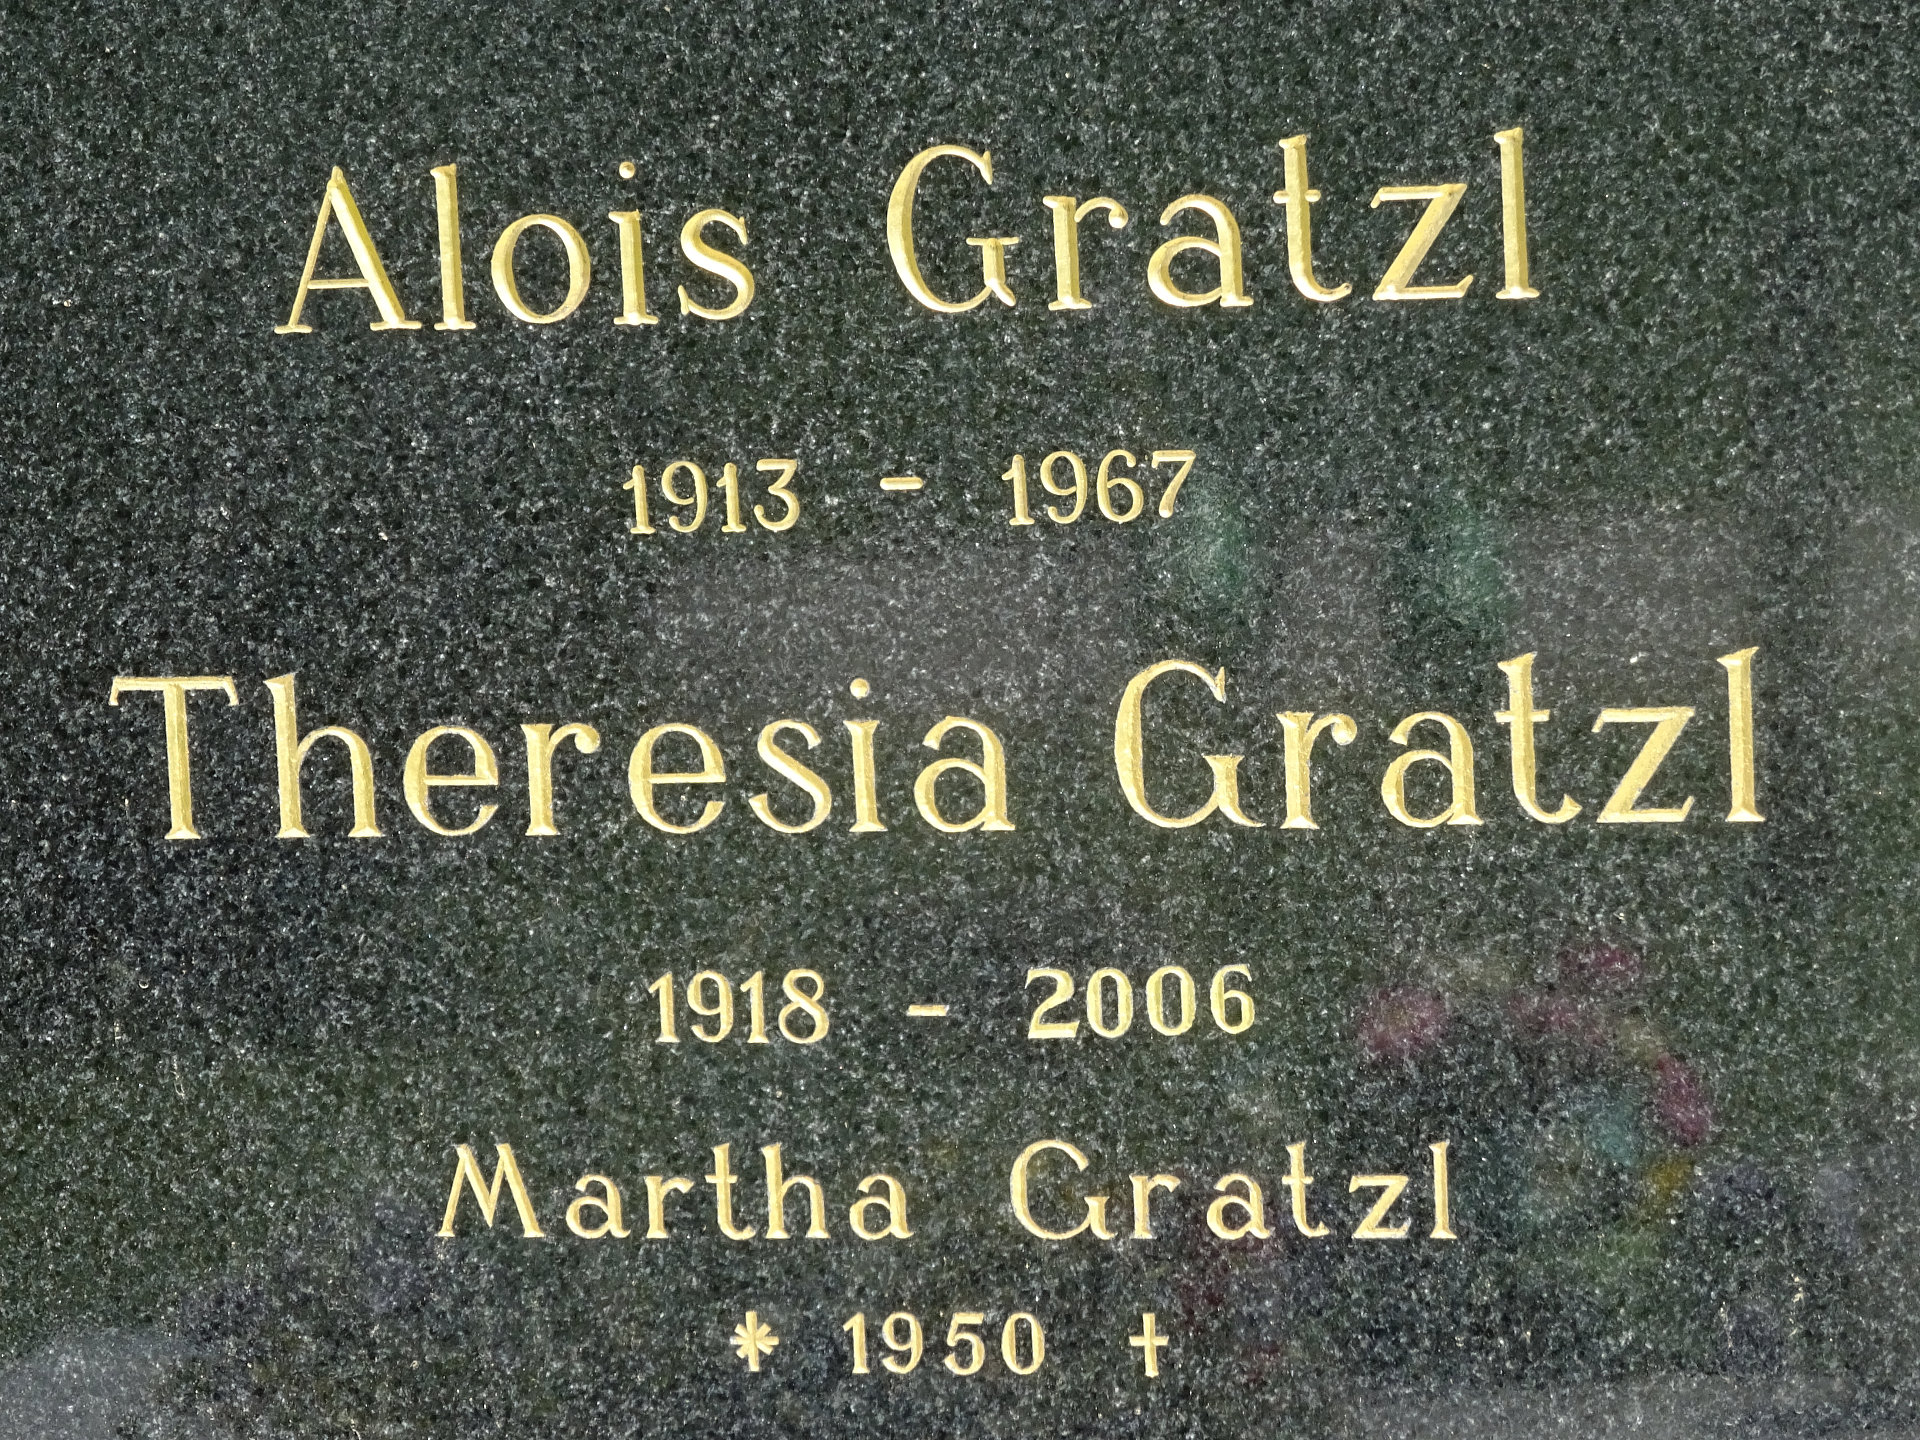 Alois Gratzl
1913 - 1967
Theresia Gratzl
1918 - 2006
Martha Gratzl
* 1950 †